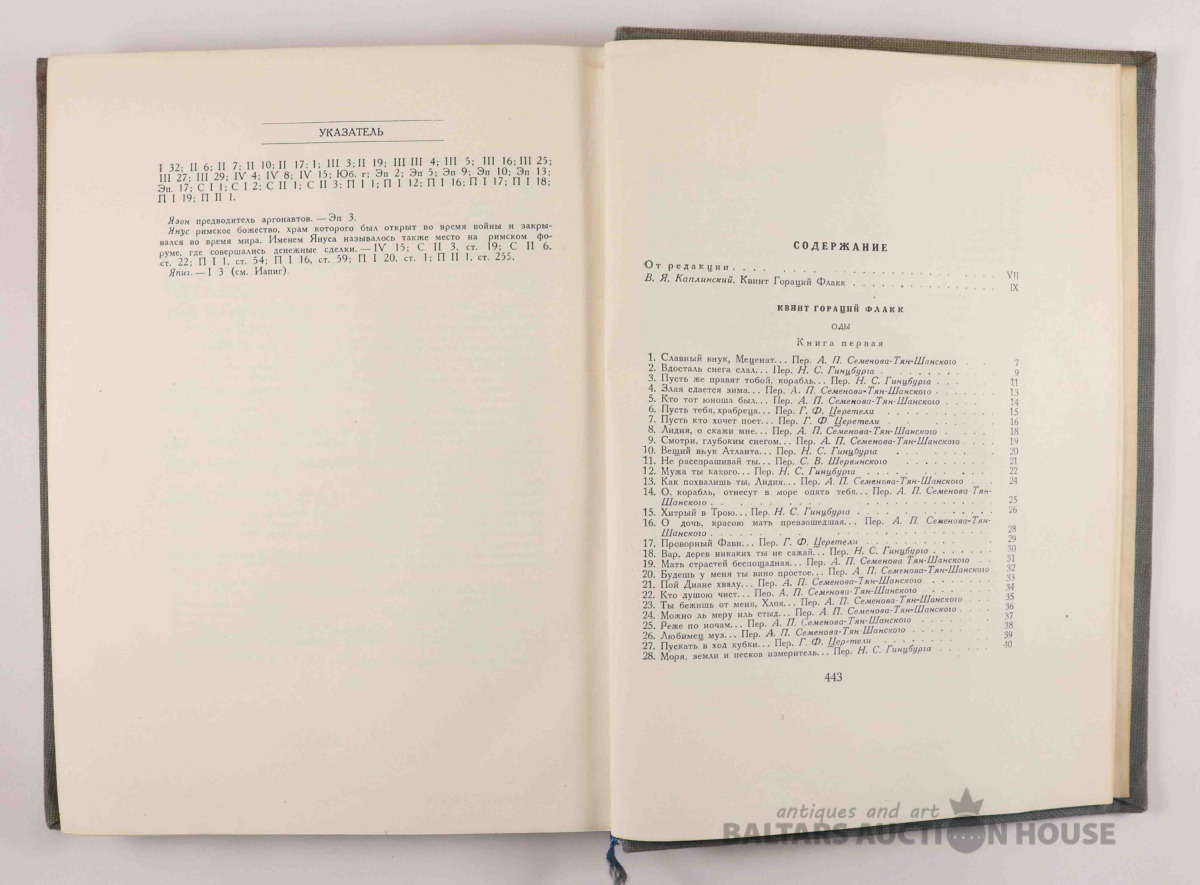 УКАЗАТЕЛЬ
I 32; II 6; II 7; II 10; II 17; I; III 3; II 19; III III 4; III 5; III 16; III 25;
III 27; III 29; IV 4; IV 8; IV 15; Юб. г; Эп 2; Эп 5; Эп 9; Эп 10; Эп 13;
Эп. 17; С I 1; С I 2; С II 1; С II 3; П I 1; П I 12; П I 16; П I 17; П I 18;
П I 19; П II 1.
Язон предводитель аргонавтов. — Эп 3.
Янус римское божество, храм которого был открыт во время войны и закры-
вался во время мира. Именем Януса называлось также место на римском фо-
руме, где совершались денежные сделки. — IV 15; С II 3, ст. 19; С II 6,
ст. 22; П I 1, ст. 54; П I 16, ст. 59; П I 20, ст. 1; П II 1, ст. 255.
Япиг. — I 3 (см. Иапиг)
СОДЕРЖАНИЕ
От редакции. . . . VII
В. Я. Каплинский. Квинт Гораций Флакк . . . . IX
КВИНТ ГОРАЦИЙ ФЛАКК
ОДЫ
Книга первая
1. Славный внук, Меценат... Пер. А. П. Семенова-Тян-Шанского . . 7
2. Вдосталь снега слал... Пер. Н. С. Гинцбурга . . . . 9
3. Пусть же правят тобой, корабль... Пер. Н. С. Гинцбурга . . . 11
4. Злая сдается зима... Пер. А. П. Семенова-Тян-Шанского . . . . 13
5. Кто тот юноша был... Пер. А. П. Семенова-Тян-Шанского . . . . 14
6. Пусть тебя, храбреца... Пер. Г. Ф. Церетели . . . . 15
7. Пусть кто хочет поет... Пер. Г. Ф Церетели . . . . 16
8. Лидия, о скажи мне... Пер. А. П. Семенова-Тян-Шанского . . . . 18
9. Смотри, глубоким снегом... Пер. А. П. Семенова-Тян-Шанского . . . . 19
10. Вещий внук Атланта... Пер. Н. С. Гинцбурга . . . . 20
11. Не расспрашивай ты... Пер. С. В. Шервинского . . . . 21
12. Мужа ты какого... Пер. Н. С. Гинцбурга . . . . 22
13. Как похвалишь ты, Лидия... Пер. А. П. Семенова-Тян-Шанского . . 24
14. О, корабль, отнесут в море опять тебя... Пер. А. П. Семенова Тян-
Шанского . . . . 25
15. Хитрый в Трою... Пер. Н. С. Гинцбурга . . . . 26
16. О дочь, красою мать превзошедшая... Пер. А. П. Семенова-Тян-
Шанского . . . . 28
17. Проворный Фавн... Пер. Г. Ф. Церетели . . . . 29
18. Вар, дерев никаких ты не сажай... Пер. Н. С. Гинцбурга . . . . 30
19. Мать страстей беспощадная... Пер. А. П. Семенова Тян-Шанского 31
20. Будешь у меня ты вино простое... Пер. А. П. Семенова-Тян-Шанского 32
21. Пой Диане хвалу... Пер. А. П. Семенова-Тян-Шанского . . . . 33
22. Кто душою чист... Пер. А. П. Семенова-Тян-Шанского . . . . 34
23. Ты бежишь от меня, Хлоя... Пер. А. П. Семенова-Тян-Шанского . . . 35
24. Можно ль меру иль стыд... Пер. А. П. Семенова-Тян-Шанского . . . 36
25. Реже по ночам... Пер. А. П. Семенова-Тян-Шанского . . . . 37
26. Любимец муз... Пер. А. П. Семенова-Тян-Шанского . . . . 38
27. Пускать в ход кубки... Пер. Г. Ф. Церетели . . . . 39
28. Моря, земли и песков измеритель... Пер. Н. С. Гинцбурга . . . . 40
443
antiques and art
BALTARS AUCTION HOUSE